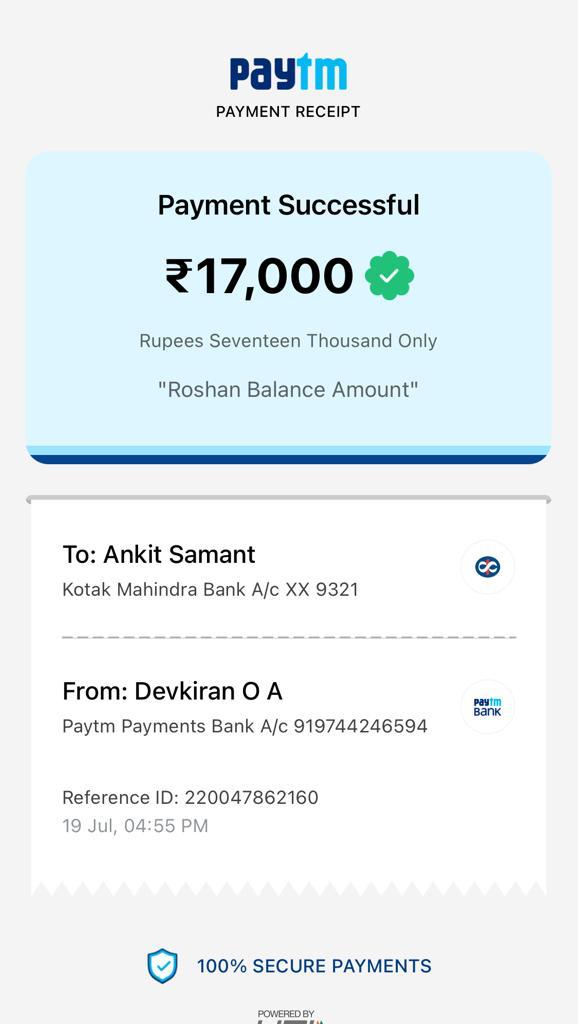 paytm
PAYMENT RECEIPT
Payment Successful
₹17,000
Rupees Seventeen Thousand Only
"Roshan Balance Amount"
To: Ankit Samant
Kotak Mahindra Bank A/c XX 9321
From: Devkiran O A
Paytm Payments Bank A/c 919744246594
paytm
BANK
Reference ID: 220047862160
19 Jul, 04:55 PM
100% SECURE PAYMENTS
POWERED BY